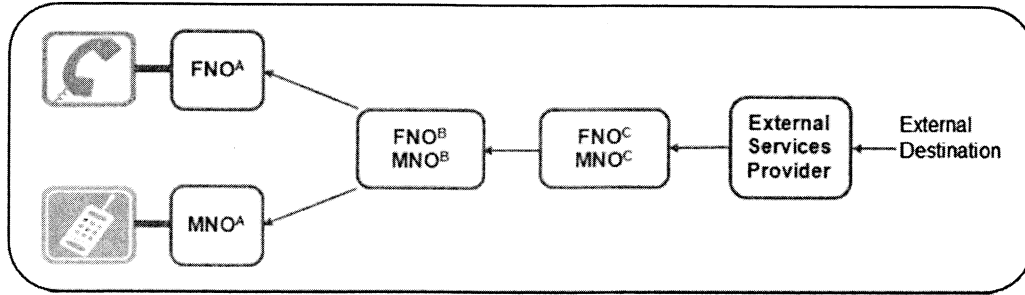 FNOᴬ
FNOᴮ
MNOᴮ
FNOᶜ
MNOᶜ
External
Services
Provider
External
Destination
MNOᴬ